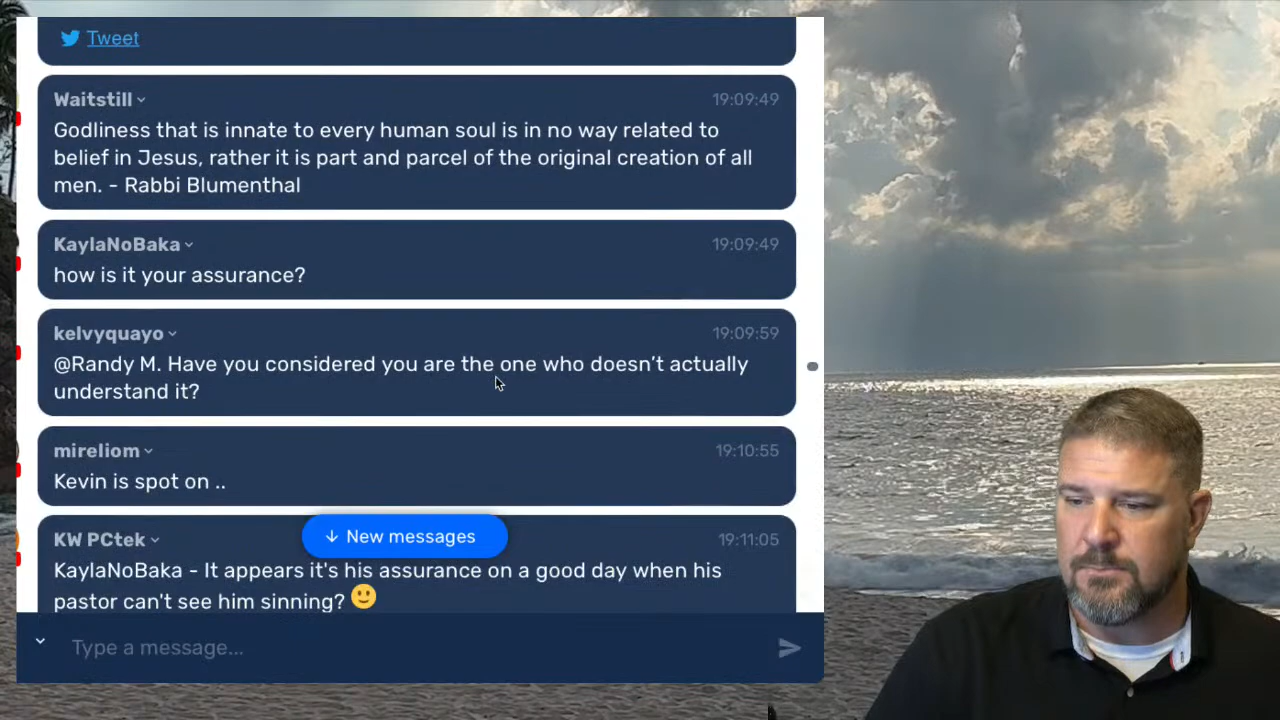 Tweet
Waitstill 19:09:49
Godliness that is innate to every human soul is in no way related to
belief in Jesus, rather it is part and parcel of the original creation of all
men. - Rabbi Blumenthal
KaylaNoBaka 19:09:49
how is it your assurance?
kelvyquayo 19:09:59
@Randy M. Have you considered you are the one who doesn’t actually
understand it?
mireliom 19:10:55
Kevin is spot on ..
KW PCtek 19:11:05
↓ New messages
KaylaNoBaka - It appears it's his assurance on a good day when his
pastor can't see him sinning? 🙂
Type a message...